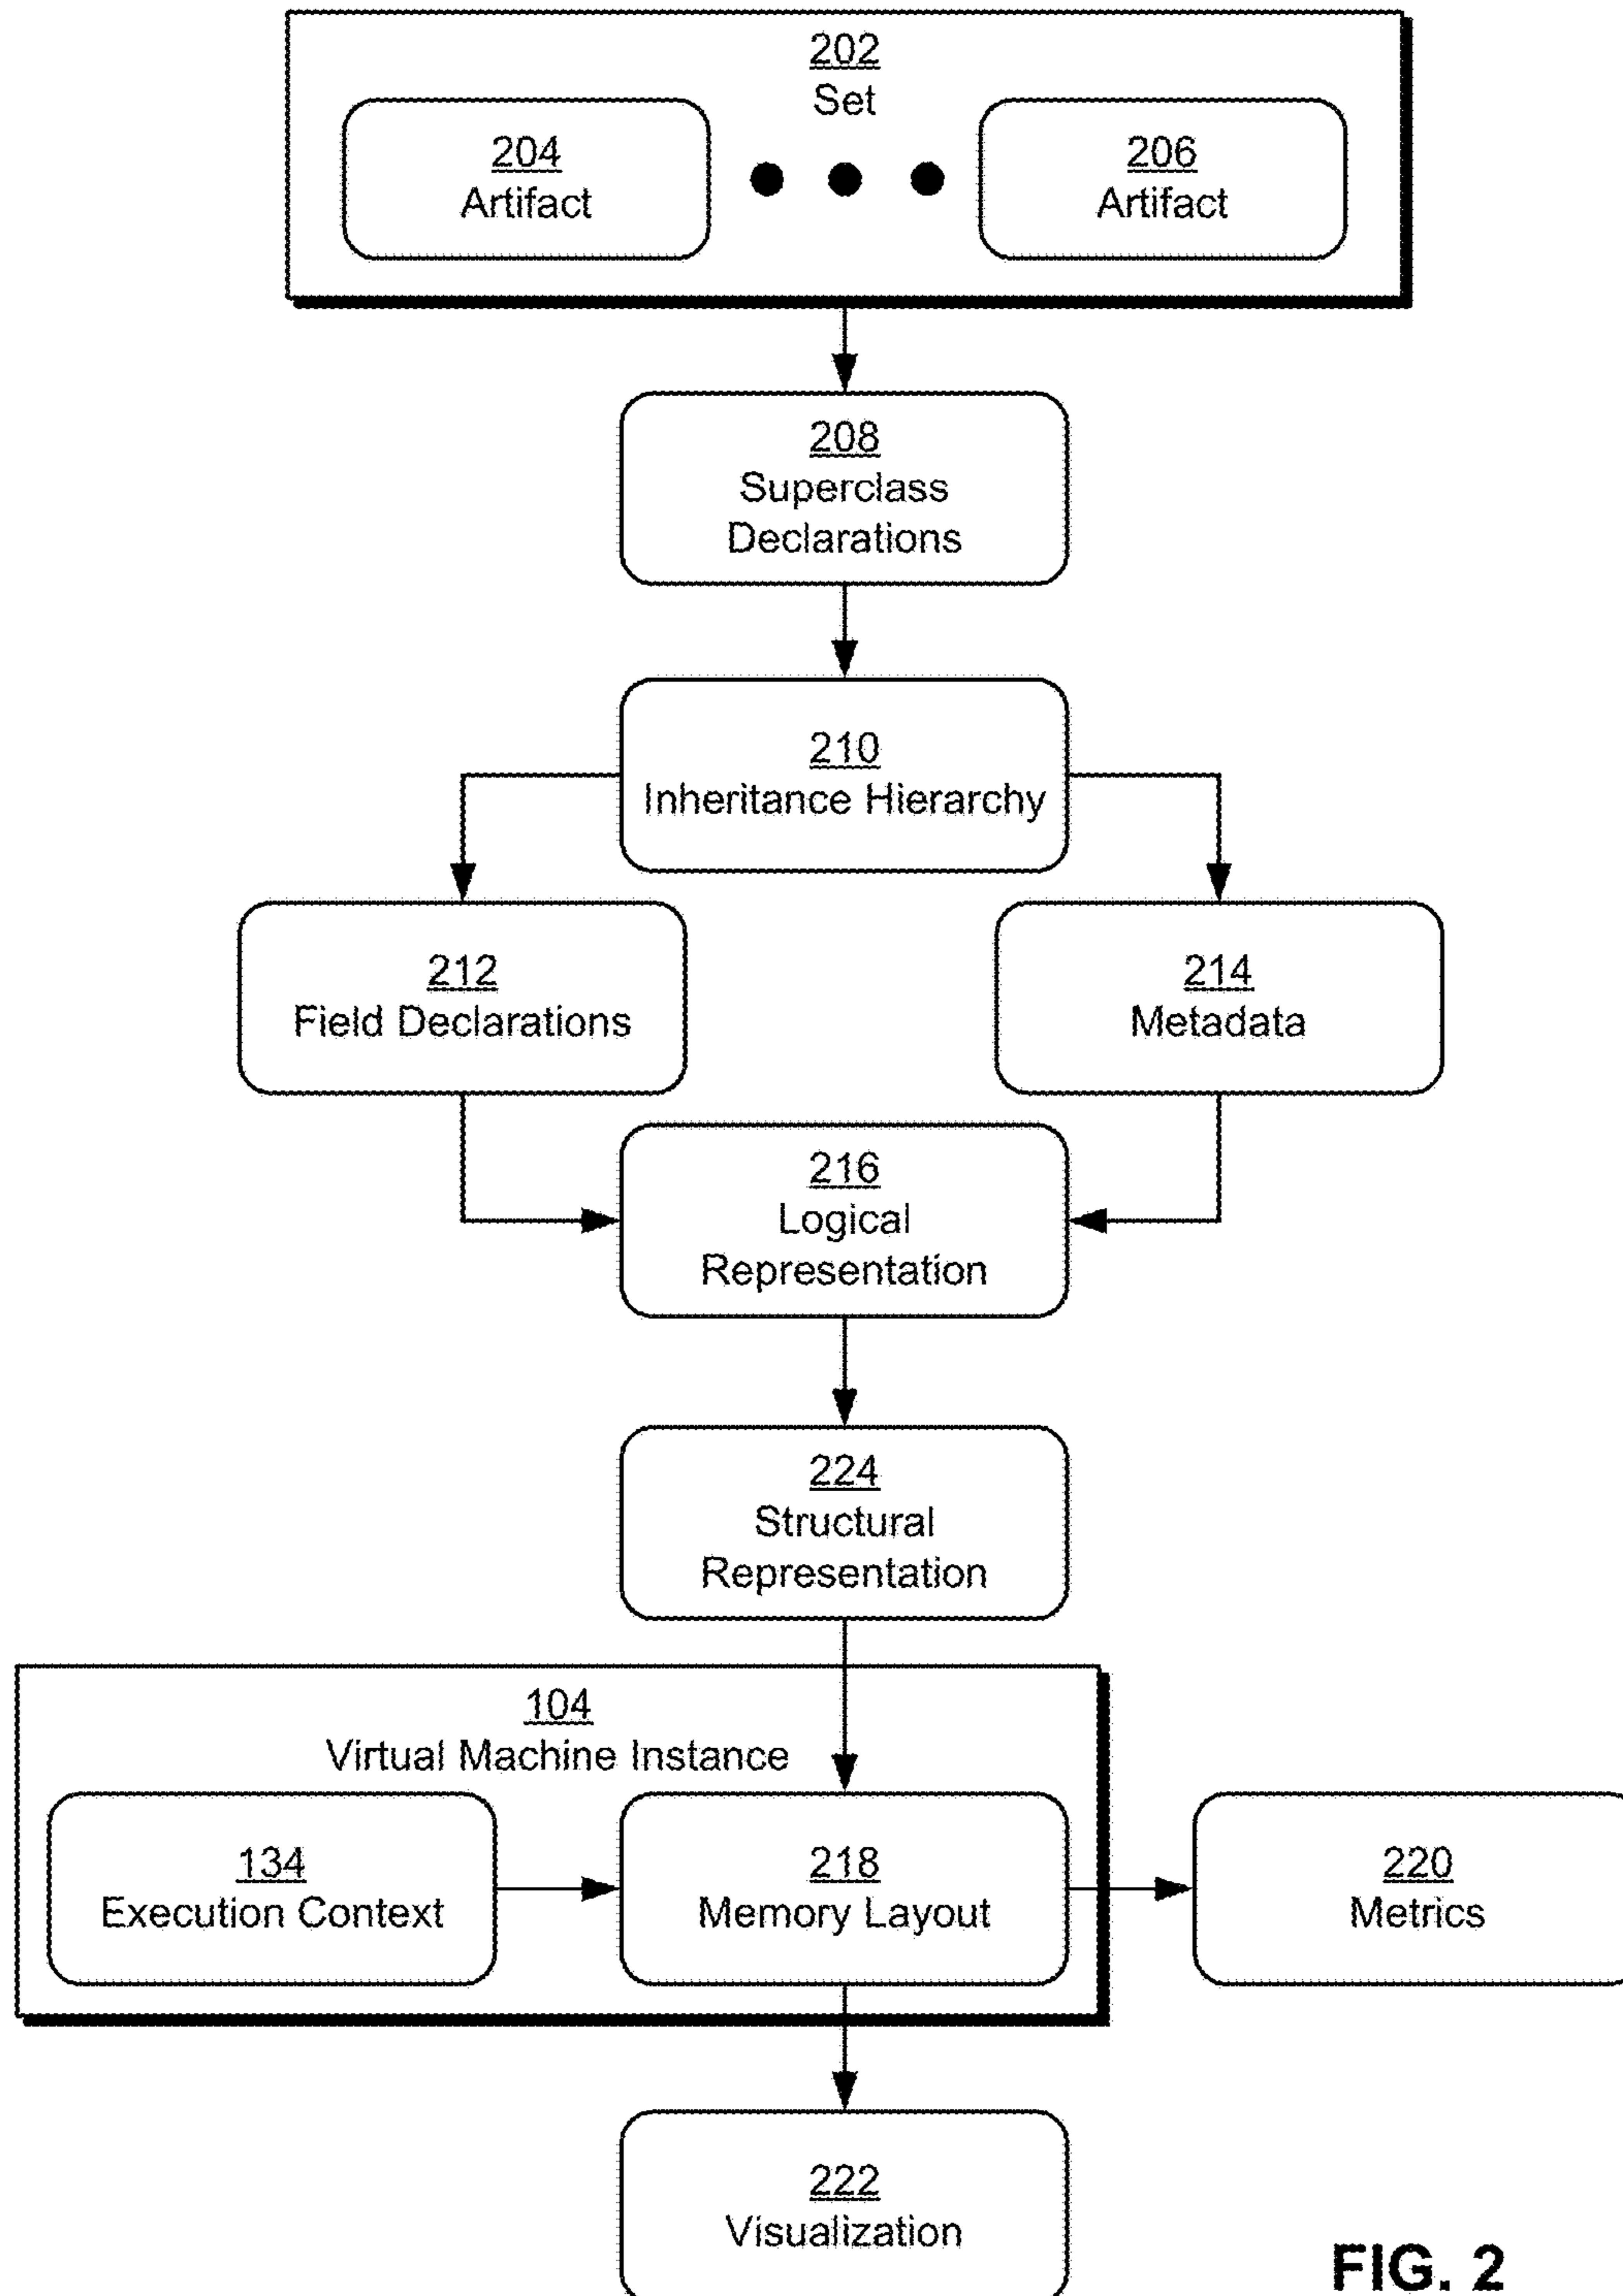 202
Set
204
Artifact
206
Artifact
208
Superclass
Declarations
210
Inheritance Hierarchy
212
Field Declarations
214
Metadata
216
Logical
Representation
224
Structural
Representation
104
Virtual Machine Instance
134
Execution Context
218
Memory Layout
220
Metrics
222
Visualization
FIG. 2